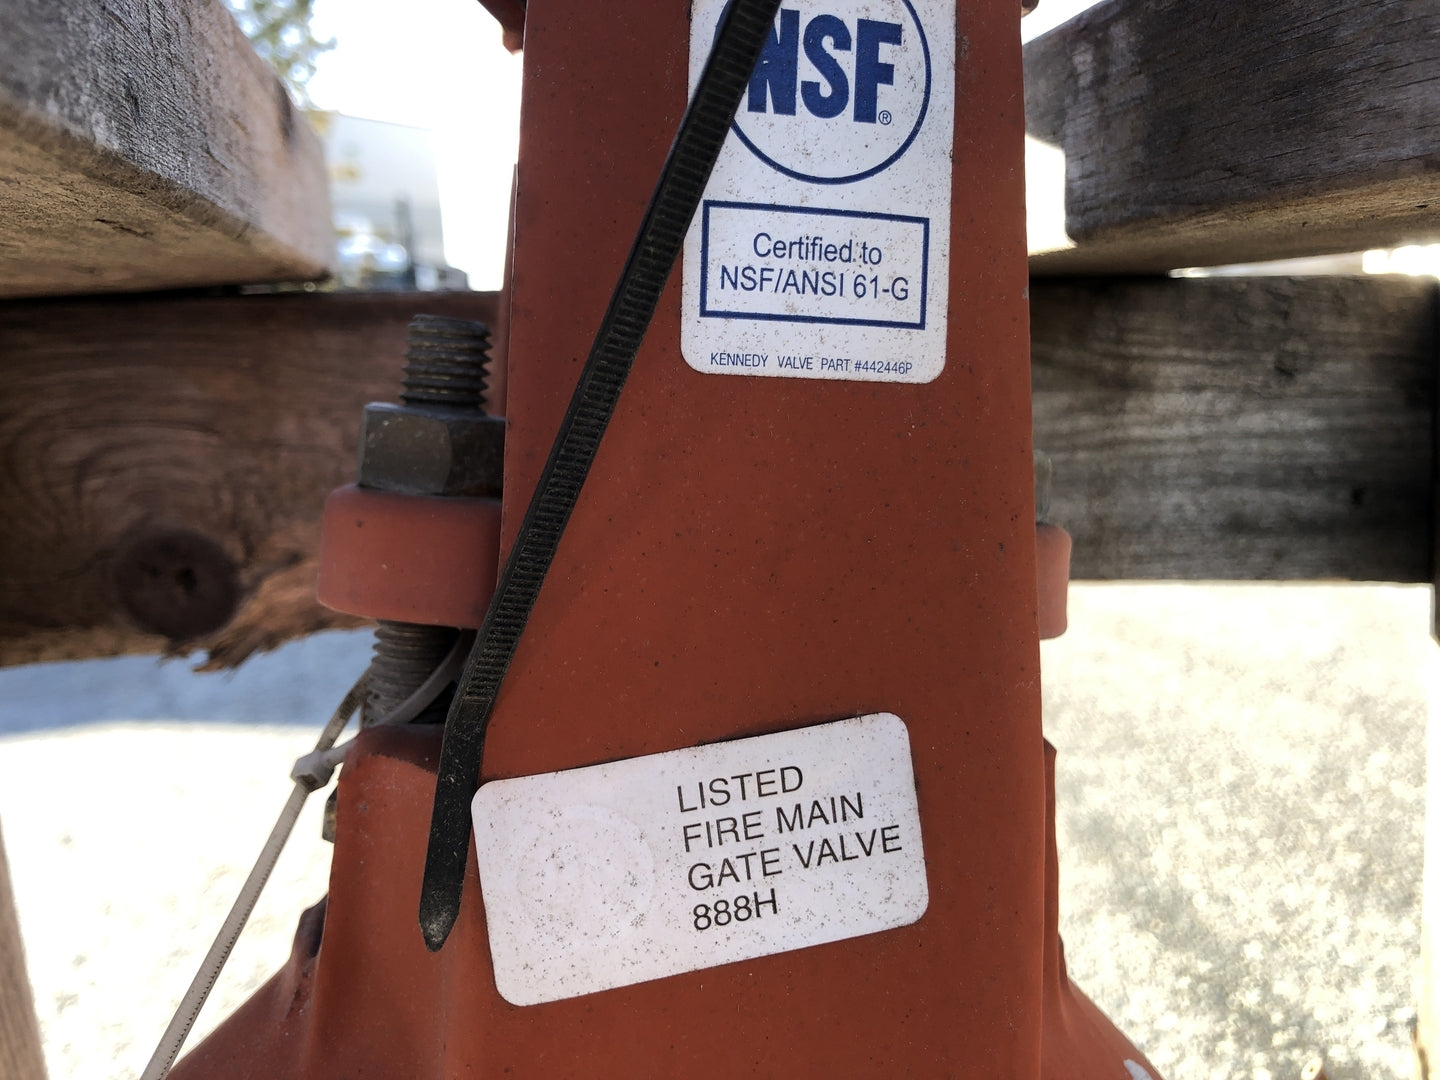 NSF®
Certified to
NSF/ANSI 61-G
KENNEDY VALVE PART #442446P
LISTED
FIRE MAIN
GATE VALVE
888H